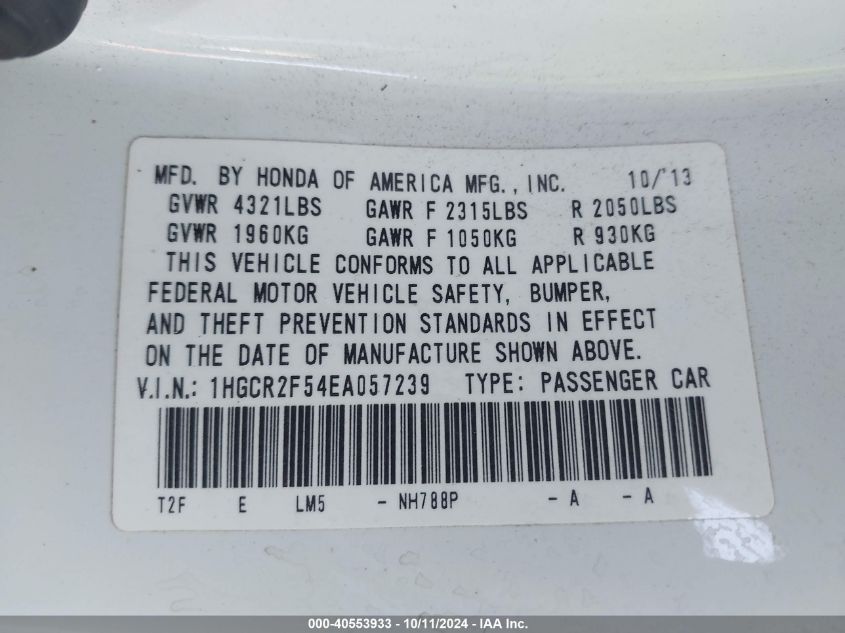 MFD. BY HONDA OF AMERICA MFG., INC. 10/13
GVWR 4321LBS GAWR F 2315LBS R 2050LBS
GVWR 1960KG GAWR F 1050KG R 930KG
THIS VEHICLE CONFORMS TO ALL APPLICABLE
FEDERAL MOTOR VEHICLE SAFETY, BUMPER,
AND THEFT PREVENTION STANDARDS IN EFFECT
ON THE DATE OF MANUFACTURE SHOWN ABOVE.
V.I.N.: 1HGCR2F54EA057239 TYPE: PASSENGER CAR
T2F E LM5 - NH788P - A - A
000-40553933 - 10/11/2024 - IAA Inc.